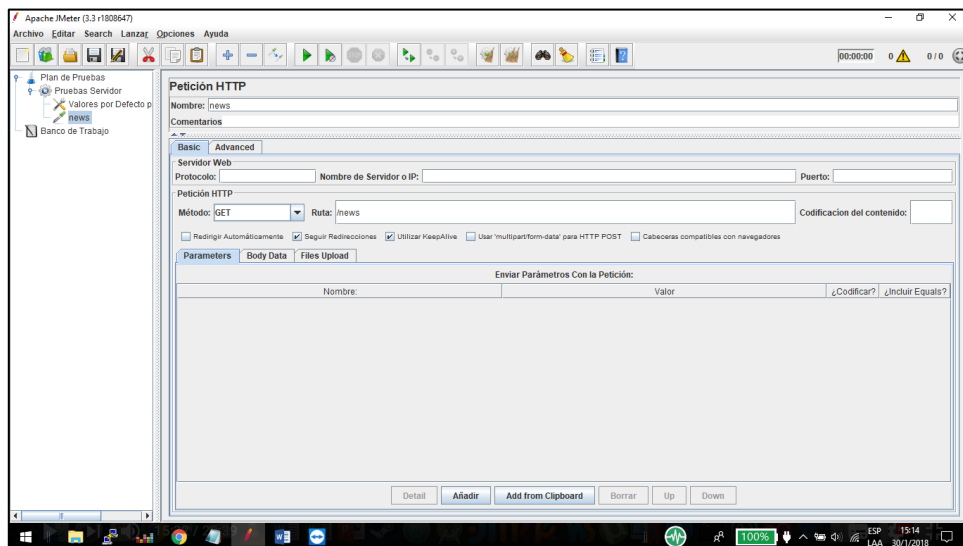 Apache JMeter (3.3 r1808647)
Archivo Editar Search Lanzar Opciones Ayuda
00:00:00 0 0 / 0
Plan de Pruebas
Pruebas Servidor
Valores por Defecto p
news
Banco de Trabajo
Petición HTTP
Nombre: news
Comentarios
Basic Advanced
Servidor Web
Protocolo: Nombre de Servidor o IP: Puerto:
Petición HTTP
Método: GET Ruta: /news Codificacion del contenido:
Redirigir Automáticamente Seguir Redirecciones Utilizar KeepAlive Usar 'multipart/form-data' para HTTP POST Cabeceras compatibles con navegadores
Parameters Body Data Files Upload
Enviar Parámetros Con la Petición:
Nombre: Valor ¿Codificar? ¿Incluir Equals?
Detail Añadir Add from Clipboard Borrar Up Down
100% ESP 15:14
LAA 30/1/2018